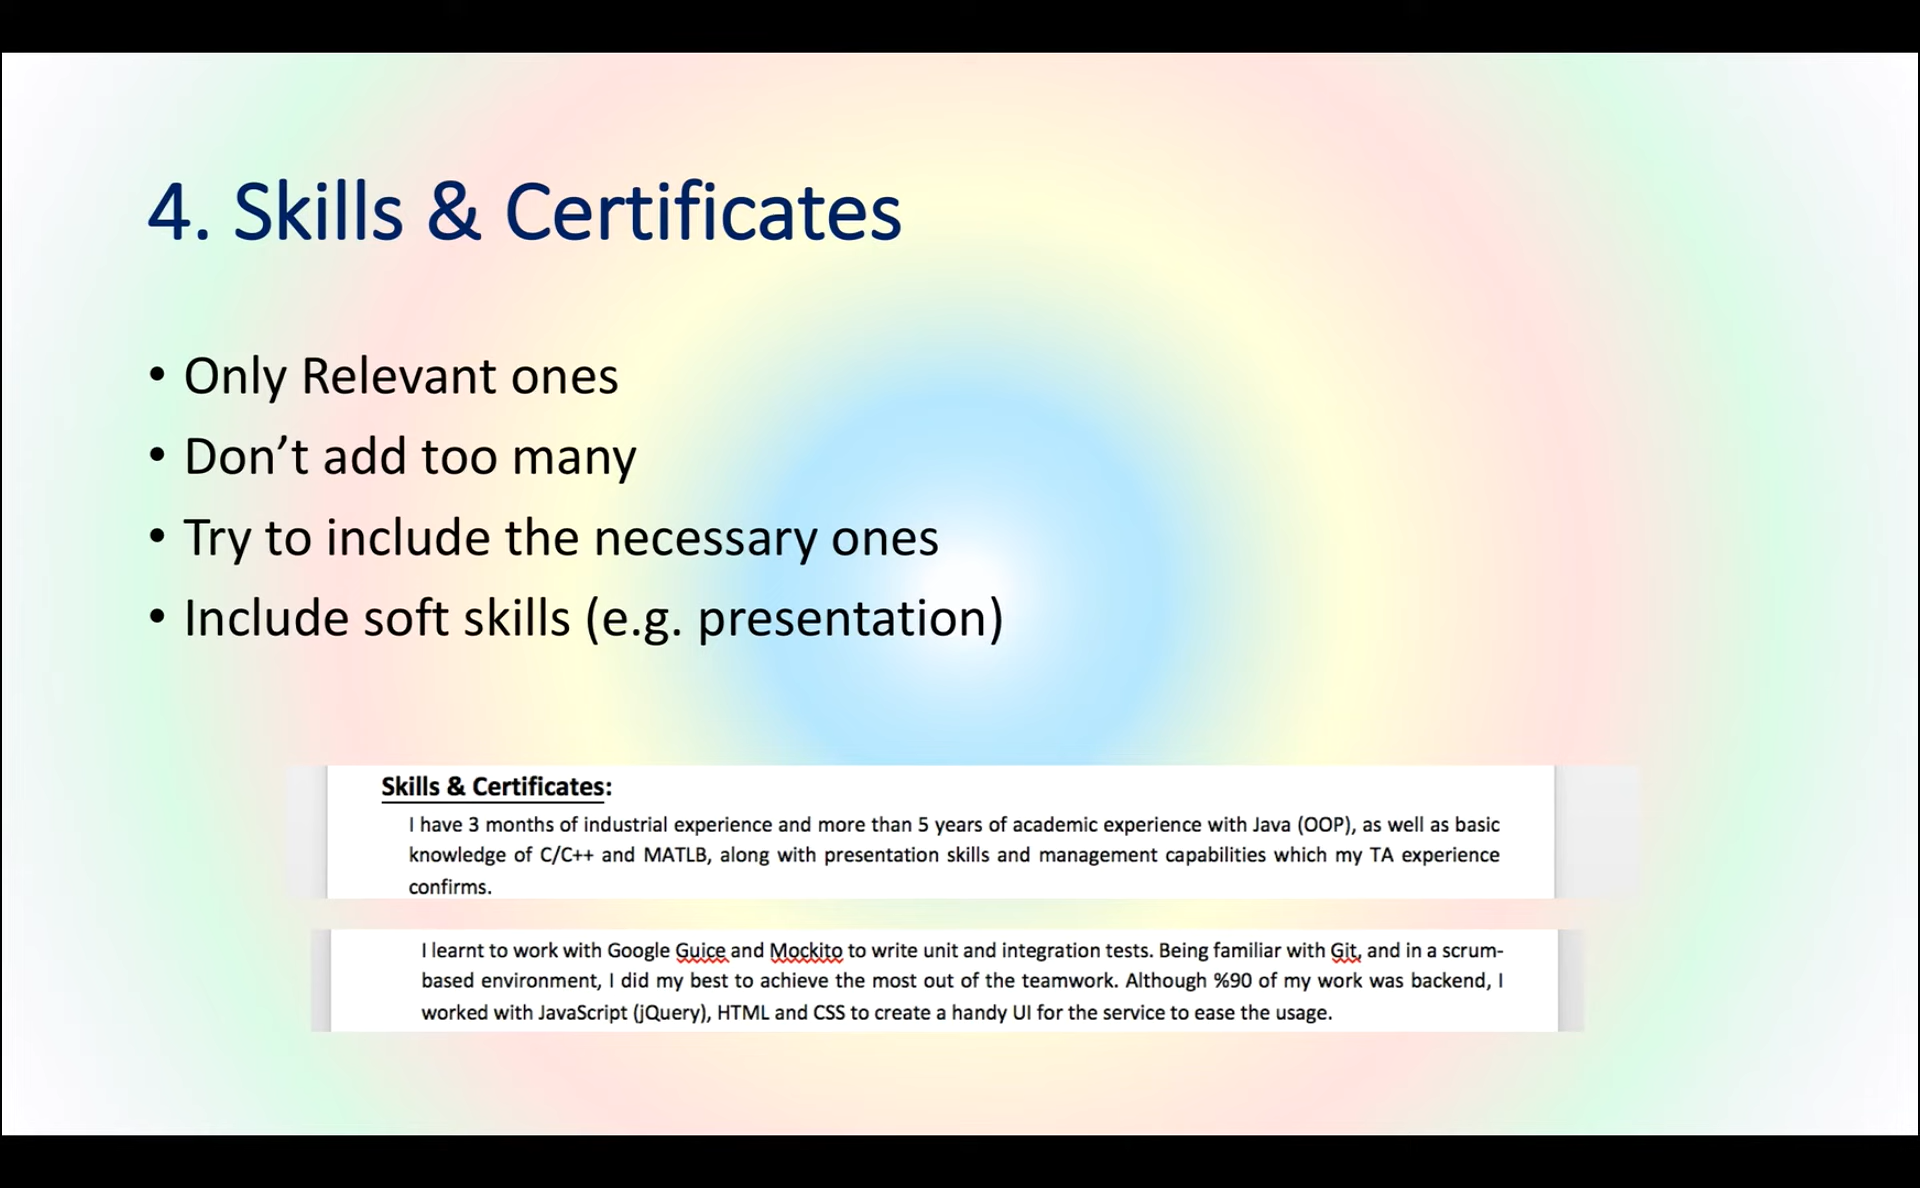 4. Skills & Certificates
• Only Relevant ones
• Don’t add too many
• Try to include the necessary ones
• Include soft skills (e.g. presentation)
Skills & Certificates:
I have 3 months of industrial experience and more than 5 years of academic experience with Java (OOP), as well as basic
knowledge of C/C++ and MATLB, along with presentation skills and management capabilities which my TA experience
confirms.
I learnt to work with Google Guice and Mockito to write unit and integration tests. Being familiar with Git, and in a scrum-
based environment, I did my best to achieve the most out of the teamwork. Although %90 of my work was backend, I
worked with JavaScript (jQuery), HTML and CSS to create a handy UI for the service to ease the usage.